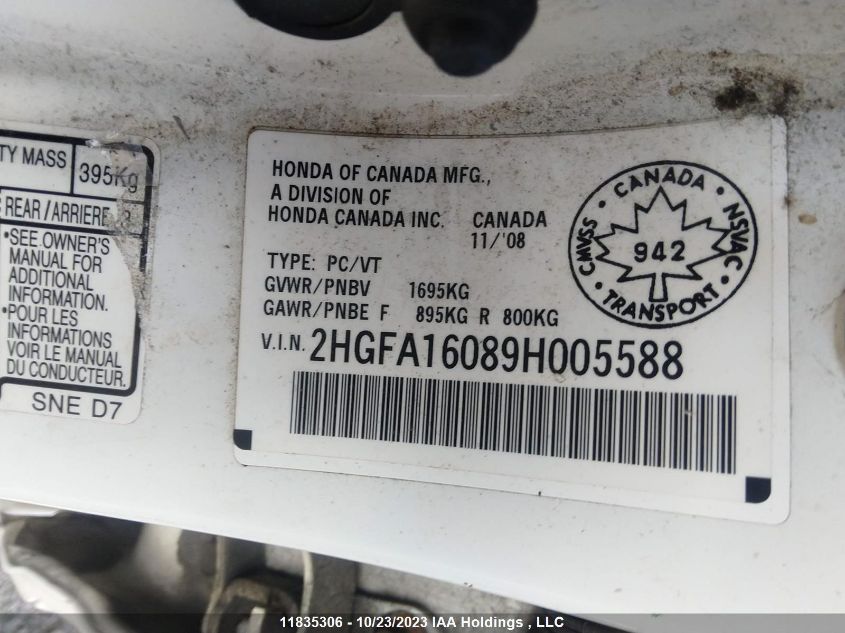 TY MASS
395Kg
REAR/ARRIERE
•SEE OWNER'S
MANUAL FOR
ADDITIONAL
INFORMATION.
•POUR LES
INFORMATIONS
VOIR LE MANUAL
DU CONDUCTEUR.
SNE D7
HONDA OF CANADA MFG.,
A DIVISION OF
HONDA CANADA INC. CANADA
11/'08
TYPE: PC/VT
GVWR/PNBV 1695KG
GAWR/PNBE F 895KG R 800KG
V.I.N. 2HGFA16089H005588
CANADA
CMVSS • NSVAC
942
TRANSPORT
11835306 - 10/23/2023 IAA Holdings , LLC